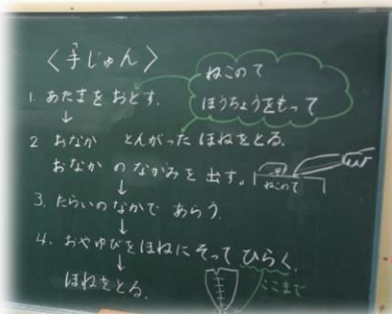 〈手じゅん〉
ねこのて
ほうちょうをもって
1. あたまをおとす.
↓
2 おなか とんがった ほねをとる.
おなか のなかみを出す.
ねこのて
↓
3. たらいのなかで あらう.
↓
4. おやゆびをほねにそって ひらく.
↓
ここまで
ほねをとる.